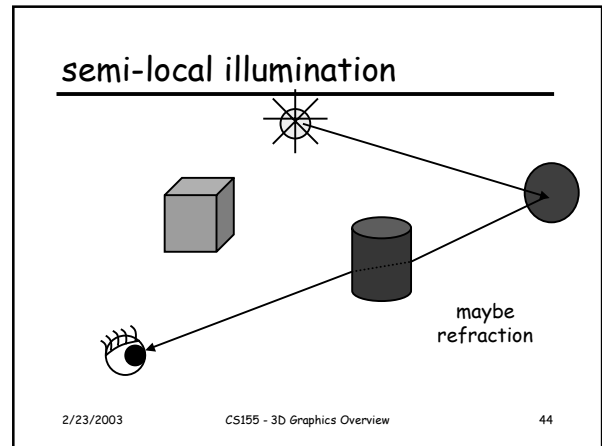 semi-local illumination
maybe
refraction
2/23/2003 CS155 - 3D Graphics Overview 44